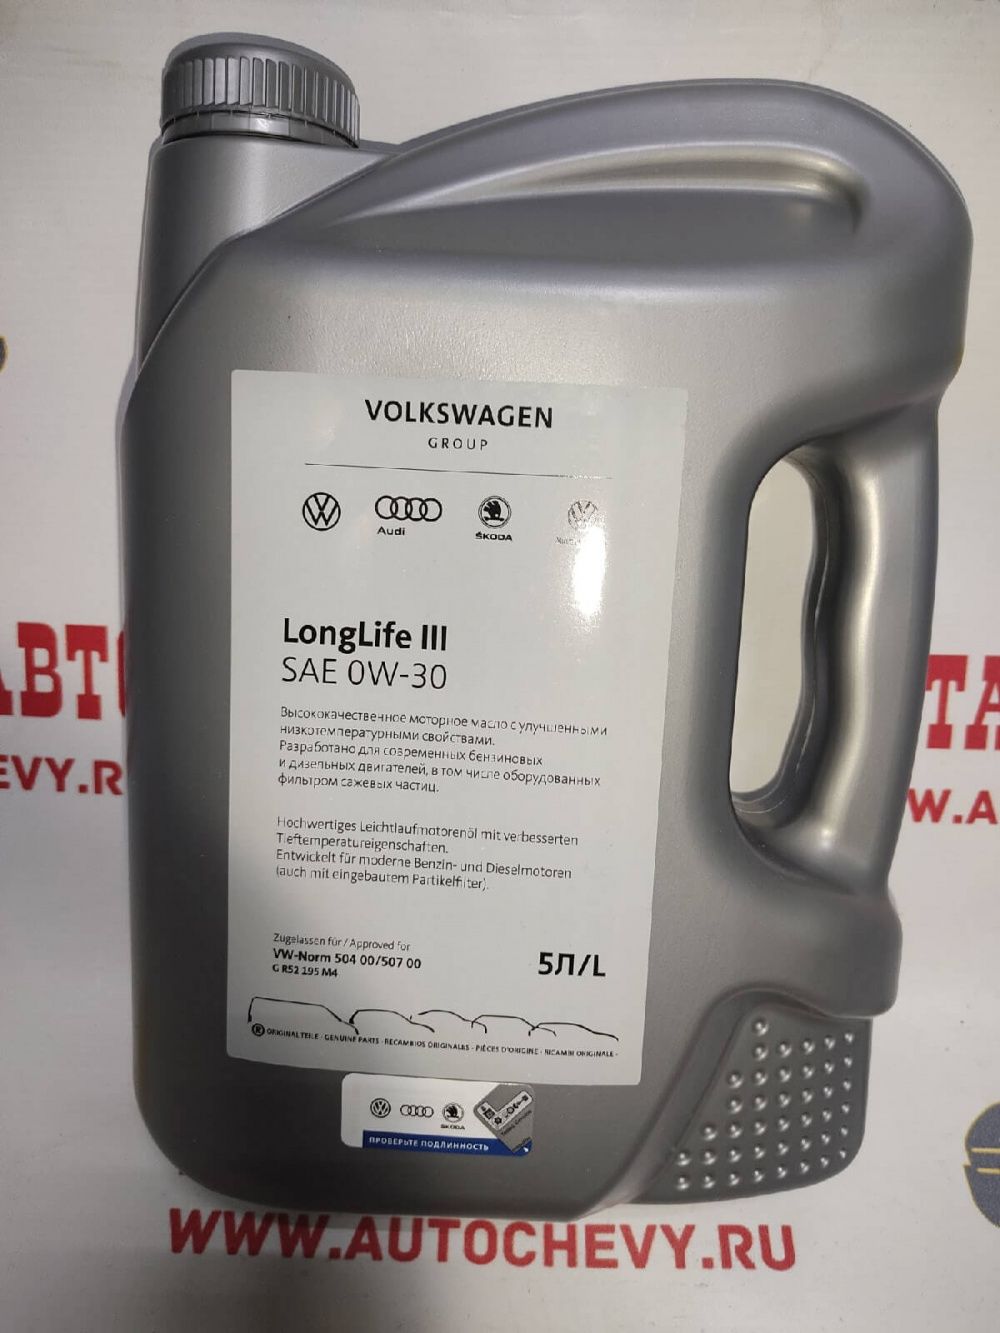 VOLKSWAGEN
GROUP
Audi
ŠKODA
LongLife III
SAE 0W-30
Высококачественное моторное масло с улучшенными
низкотемпературными свойствами.
Разработано для современных бензиновых
и дизельных двигателей, в том числе оборудованных
фильтром сажевых частиц.
Hochwertiges Leichtlaufmotorenöl mit verbesserten
Tieftemperatureigenschaften.
Entwickelt für moderne Benzin- und Dieselmotoren
(auch mit eingebautem Partikelfilter).
Zugelassen für / Approved for
VW-Norm 504 00/507 00
G R52 195 M4
5Л/L
® ORIGINAL TEILE · GENUINE PARTS · RECAMBIOS ORIGINALES · PIÈCES D'ORIGINE · RICAMBI ORIGINALE ·
ŠKODA
ПРОВЕРЬТЕ ПОДЛИННОСТЬ
АВТО
ТА
EVY.R
W.A
WWW.AUTOCHEVY.RU